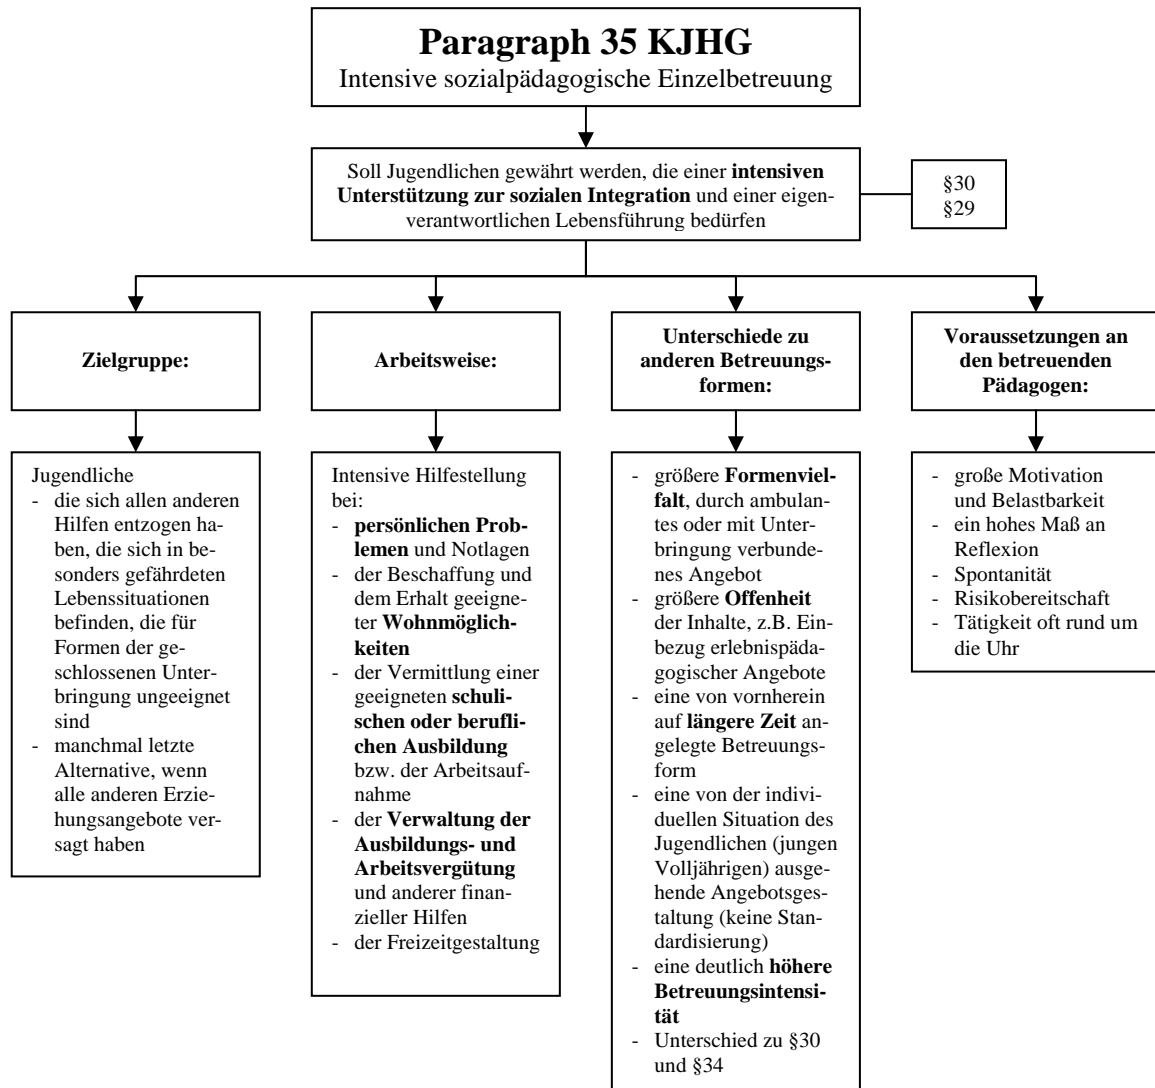 Paragraph 35 KJHG
Intensive sozialpädagogische Einzelbetreuung
Soll Jugendlichen gewährt werden, die einer intensiven
Unterstützung zur sozialen Integration und einer eigen-
verantwortlichen Lebensführung bedürfen
§30
§29
Zielgruppe:
Jugendliche
- die sich allen anderen
Hilfen entzogen ha-
ben, die sich in be-
sonders gefährdeten
Lebenssituationen
befinden, die für
Formen der ge-
schlossenen Unter-
bringung ungeeignet
sind
- manchmal letzte
Alternative, wenn
alle anderen Erzie-
hungsangebote ver-
sagt haben
Arbeitsweise:
Intensive Hilfestellung
bei:
- persönlichen Prob-
lemen und Notlagen
- der Beschaffung und
dem Erhalt geeigne-
ter Wohnmöglich-
keiten
- der Vermittlung einer
geeigneten schuli-
schen oder berufli-
chen Ausbildung
bzw. der Arbeitsauf-
nahme
- der Verwaltung der
Ausbildungs- und
Arbeitsvergütung
und anderer finan-
zieller Hilfen
- der Freizeitgestaltung
Unterschiede zu
anderen Betreuungs-
formen:
- größere Formenviel-
falt, durch ambulan-
tes oder mit Unter-
bringung verbunde-
nes Angebot
- größere Offenheit
der Inhalte, z.B. Ein-
bezug erlebnispäda-
gogischer Angebote
- eine von vornherein
auf längere Zeit an-
gelegte Betreuungs-
form
- eine von der indivi-
duellen Situation des
Jugendlichen (jungen
Volljährigen) ausge-
hende Angebotsge-
staltung (keine Stan-
dardisierung)
- eine deutlich höhere
Betreuungsintensi-
tät
- Unterschied zu §30
und §34
Voraussetzungen an
den betreuenden
Pädagogen:
- große Motivation
und Belastbarkeit
- ein hohes Maß an
Reflexion
- Spontanität
- Risikobereitschaft
- Tätigkeit oft rund um
die Uhr